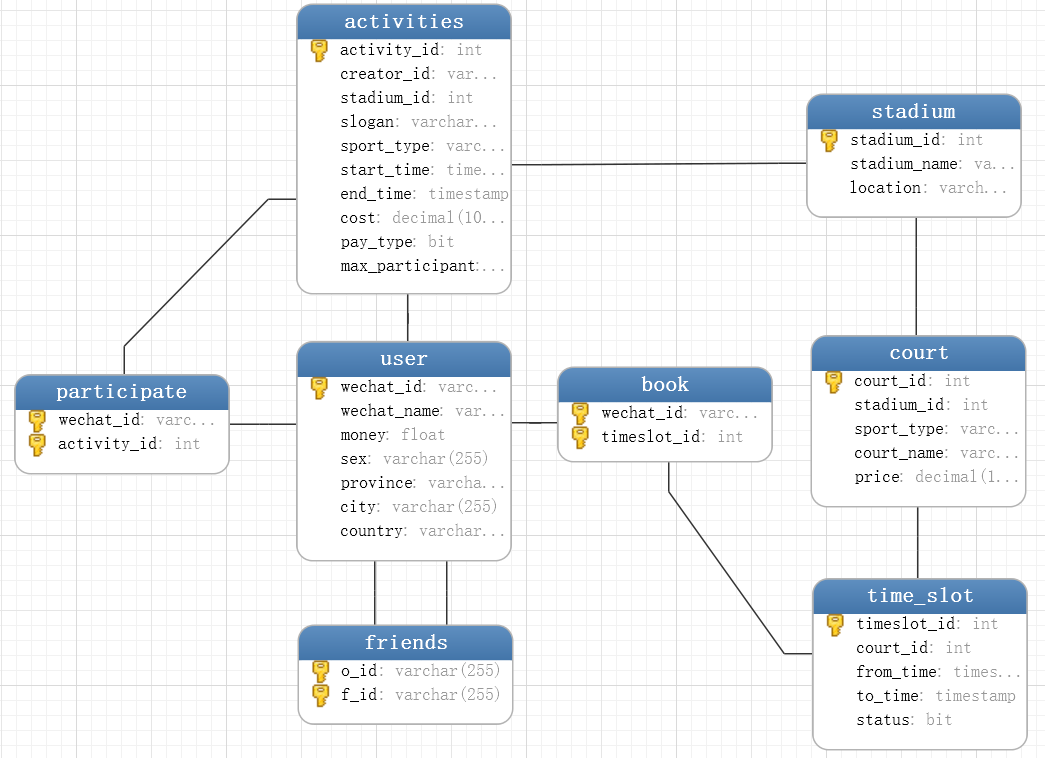 activities
activity_id: int
creator_id: var...
stadium_id: int
slogan: varchar...
sport_type: varc...
start_time: time...
end_time: timestamp
cost: decimal(10...
pay_type: bit
max_participant:...
stadium
stadium_id: int
stadium_name: va...
location: varch...
participate
wechat_id: varc...
activity_id: int
user
wechat_id: varc...
wechat_name: var...
money: float
sex: varchar(255)
province: varcha...
city: varchar(255)
country: varchar...
book
wechat_id: varc...
timeslot_id: int
court
court_id: int
stadium_id: int
sport_type: varc...
court_name: varc...
price: decimal(1...
friends
o_id: varchar(255)
f_id: varchar(255)
time_slot
timeslot_id: int
court_id: int
from_time: times...
to_time: timestamp
status: bit